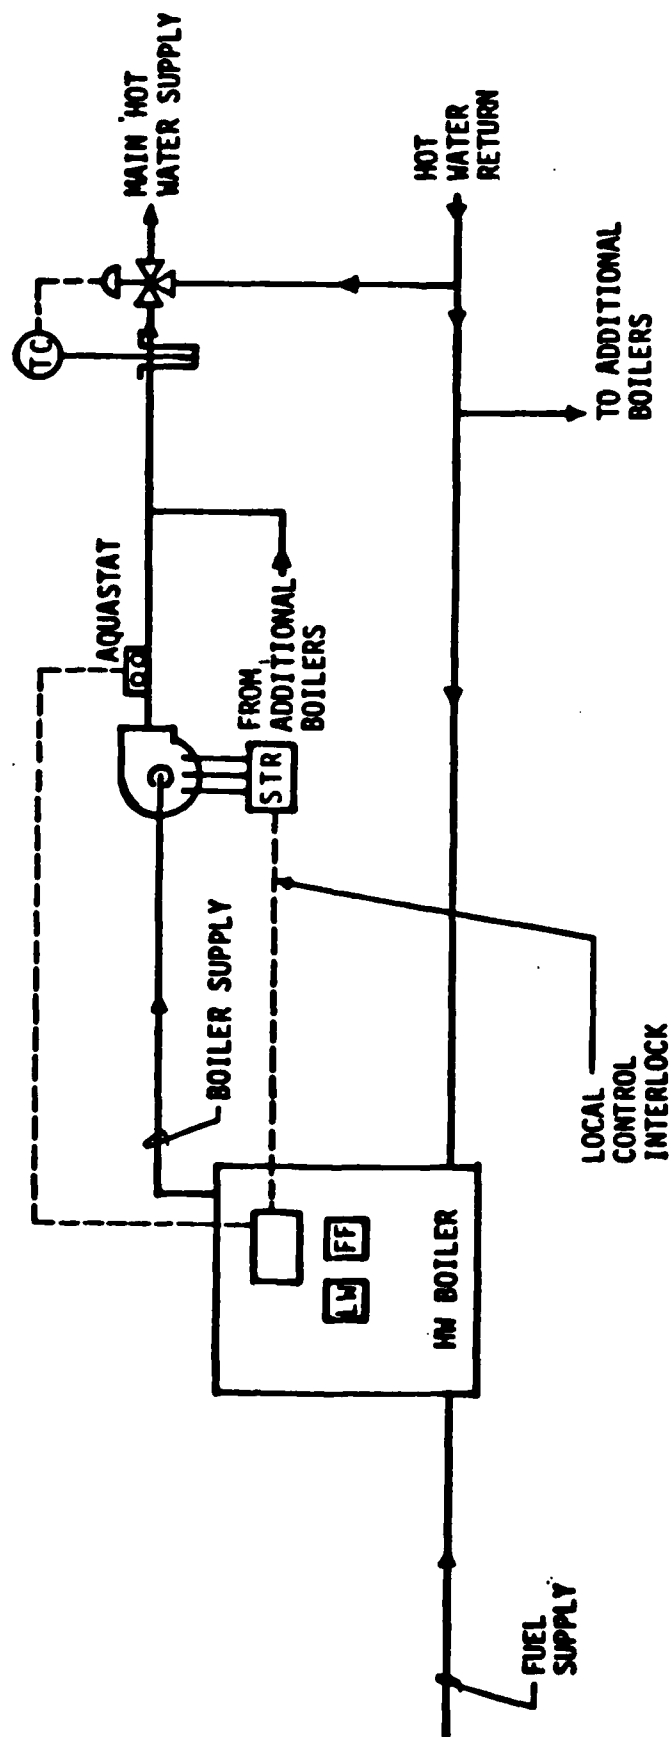 TC
MAIN HOT
WATER SUPPLY
AQUASTAT
HOT
WATER
RETURN
STR
FROM
ADDITIONAL
BOILERS
TO ADDITIONAL
BOILERS
BOILER SUPPLY
LW
FF
HW BOILER
LOCAL
CONTROL
INTERLOCK
FUEL
SUPPLY